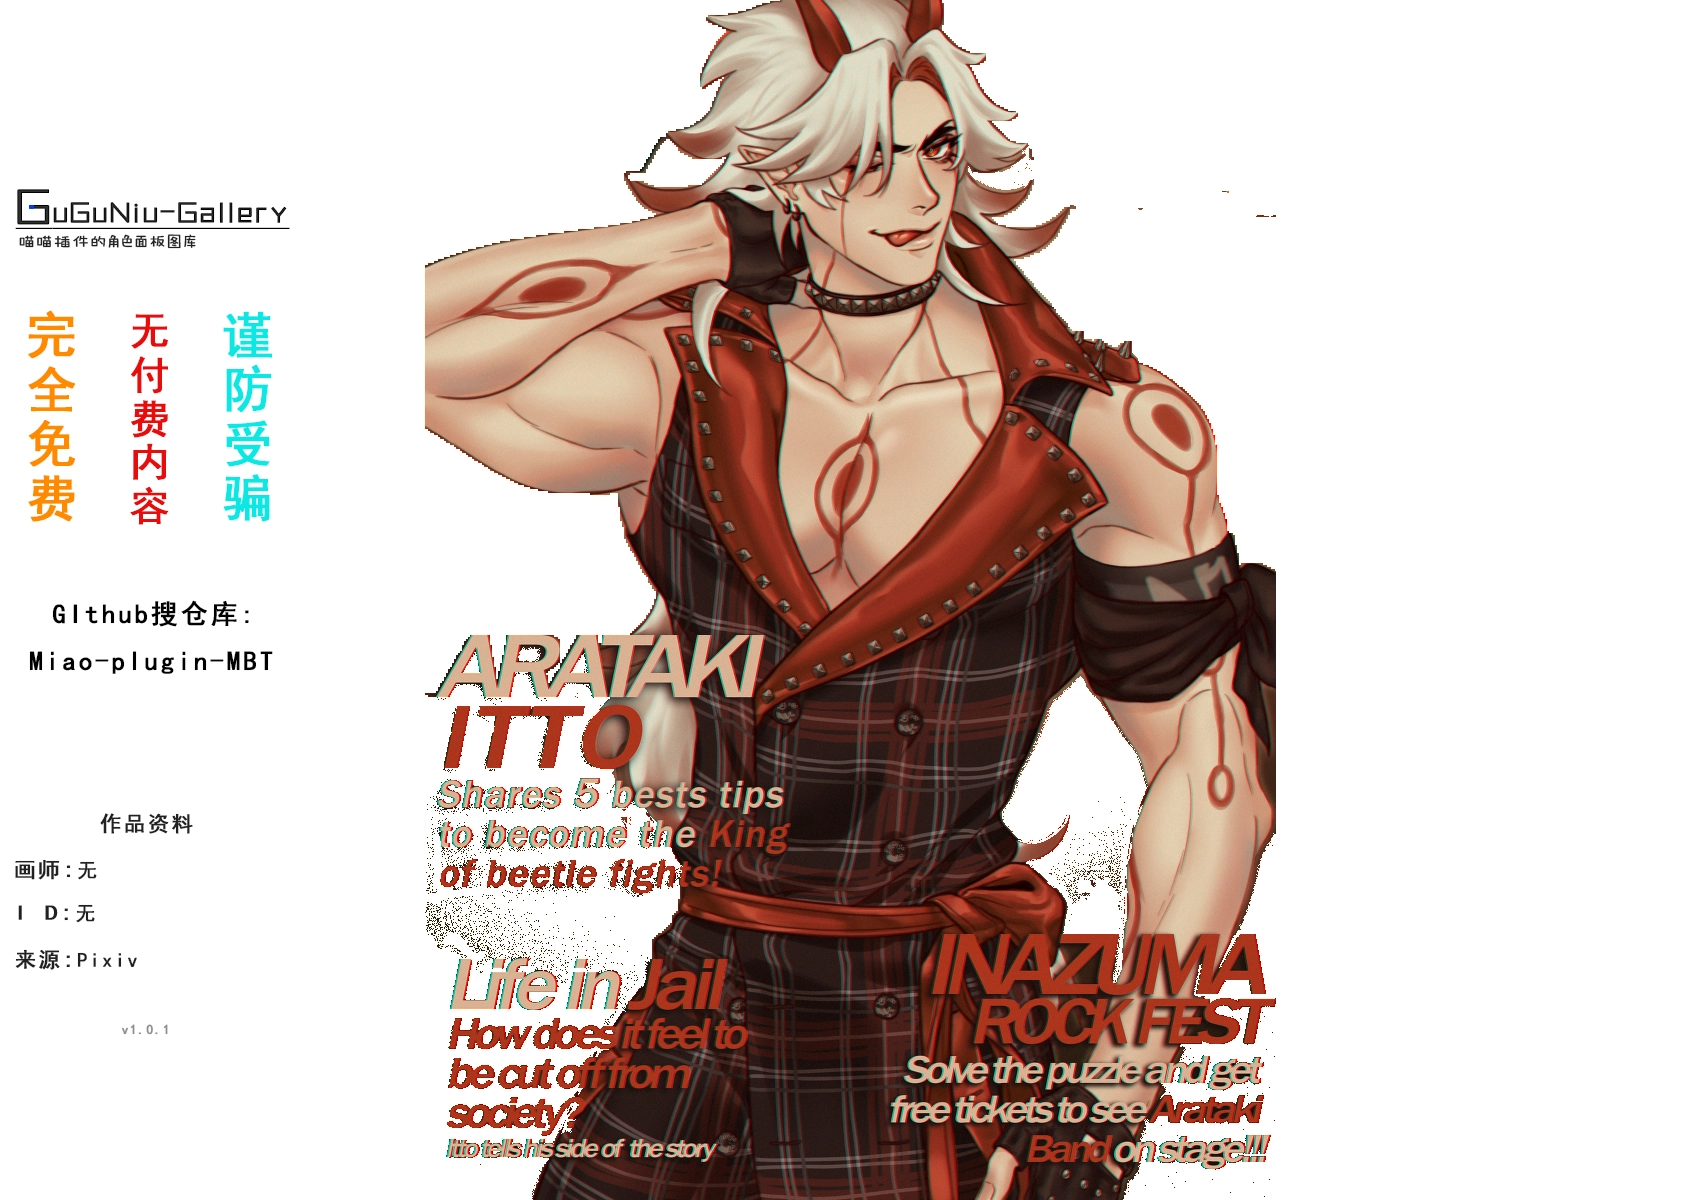 GuGuNiu-Gallery
喵喵插件的角色面板图库
完全免费
无付费内容
谨防受骗
GIthub搜仓库:
Miao-plugin-MBT
作品资料
画师:无
I D:无
来源:Pixiv
v1.0.1
ARATAKI
ITTO
Shares 5 bests tips
to become the King
of beetle fights!
Life in Jail
How does it feel to
be cut off from
society?
Itto tells his side of the story
INAZUMA
ROCK FEST
Solve the puzzle and get
free tickets to see Arataki
Band on stage!!!